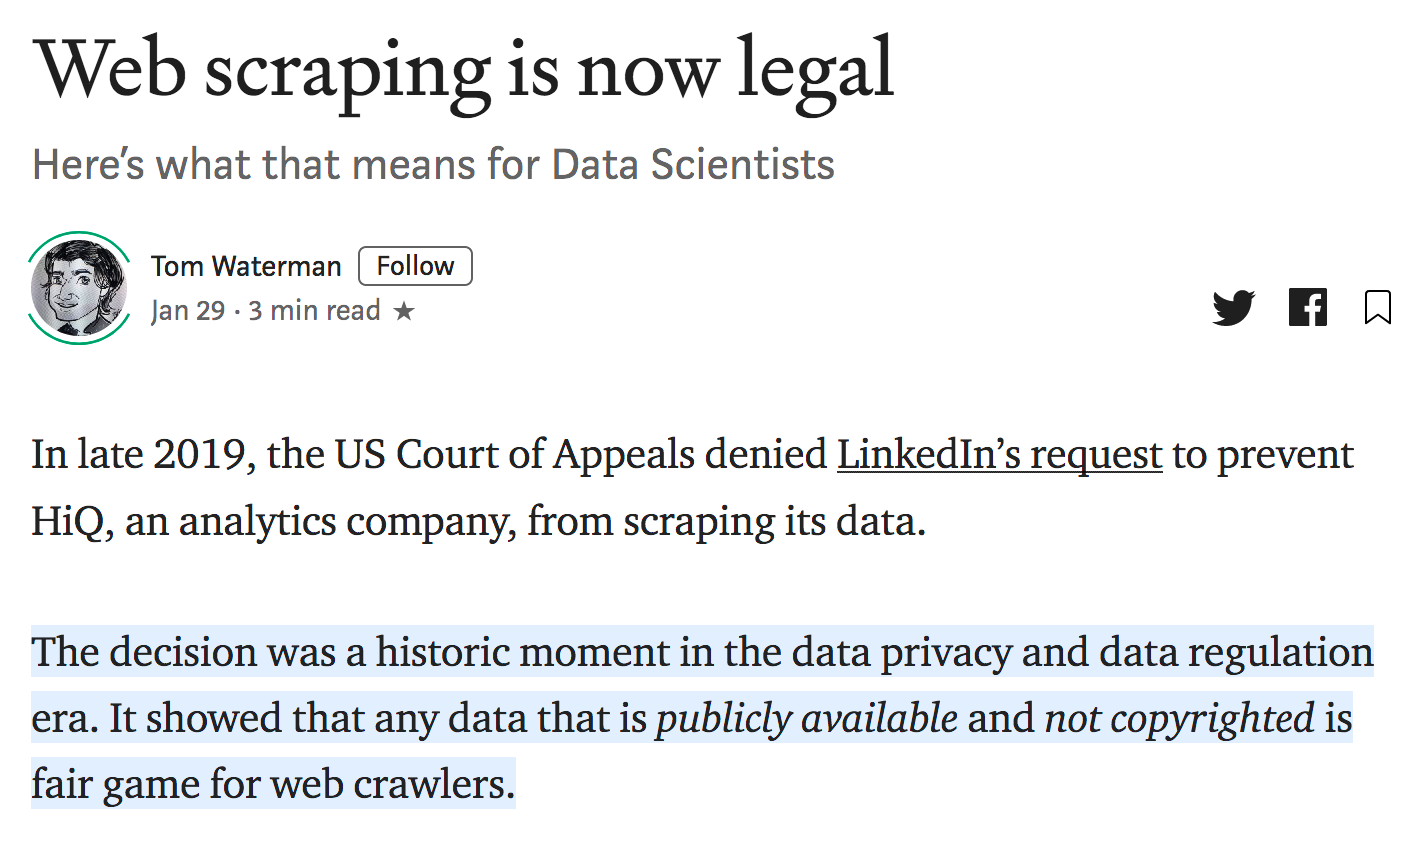 Web scraping is now legal
Here’s what that means for Data Scientists
Tom Waterman Follow
Jan 29 · 3 min read ★
In late 2019, the US Court of Appeals denied LinkedIn’s request to prevent
HiQ, an analytics company, from scraping its data.
The decision was a historic moment in the data privacy and data regulation
era. It showed that any data that is publicly available and not copyrighted is
fair game for web crawlers.